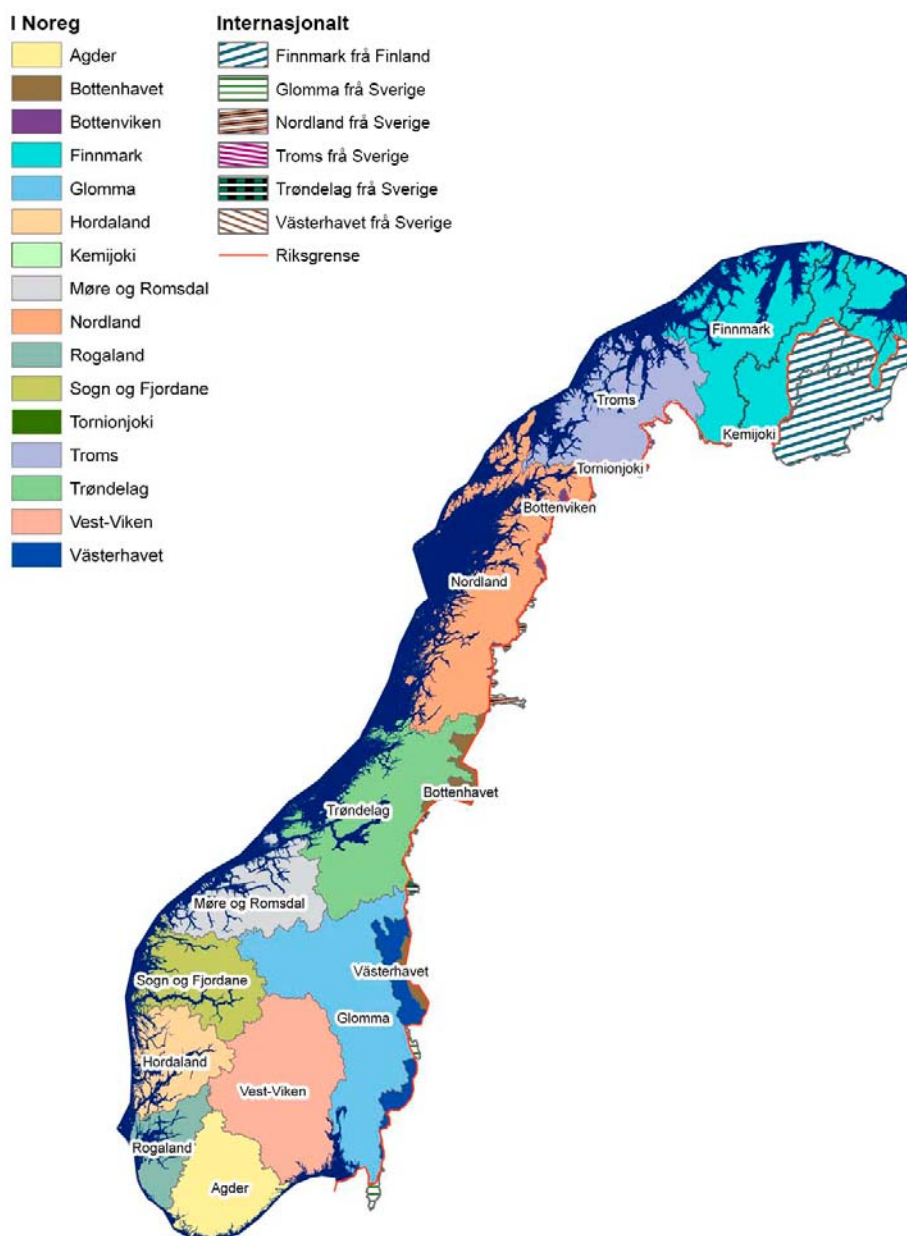 I Noreg
Agder
Bottenhavet
Bottenviken
Finnmark
Glomma
Hordaland
Kemijoki
Møre og Romsdal
Nordland
Rogaland
Sogn og Fjordane
Tornionjoki
Troms
Trøndelag
Vest-Viken
Västerhavet
Internasjonalt
Finnmark frå Finland
Glomma frå Sverige
Nordland frå Sverige
Troms frå Sverige
Trøndelag frå Sverige
Västerhavet frå Sverige
Riksgrense
Finnmark
Troms
Kemijoki
Tornionjoki
Bottenviken
Nordland
Bottenhavet
Trøndelag
Møre og Romsdal
Västerhavet
Sogn og Fjordane
Glomma
Hordaland
Vest-Viken
Rogaland
Agder